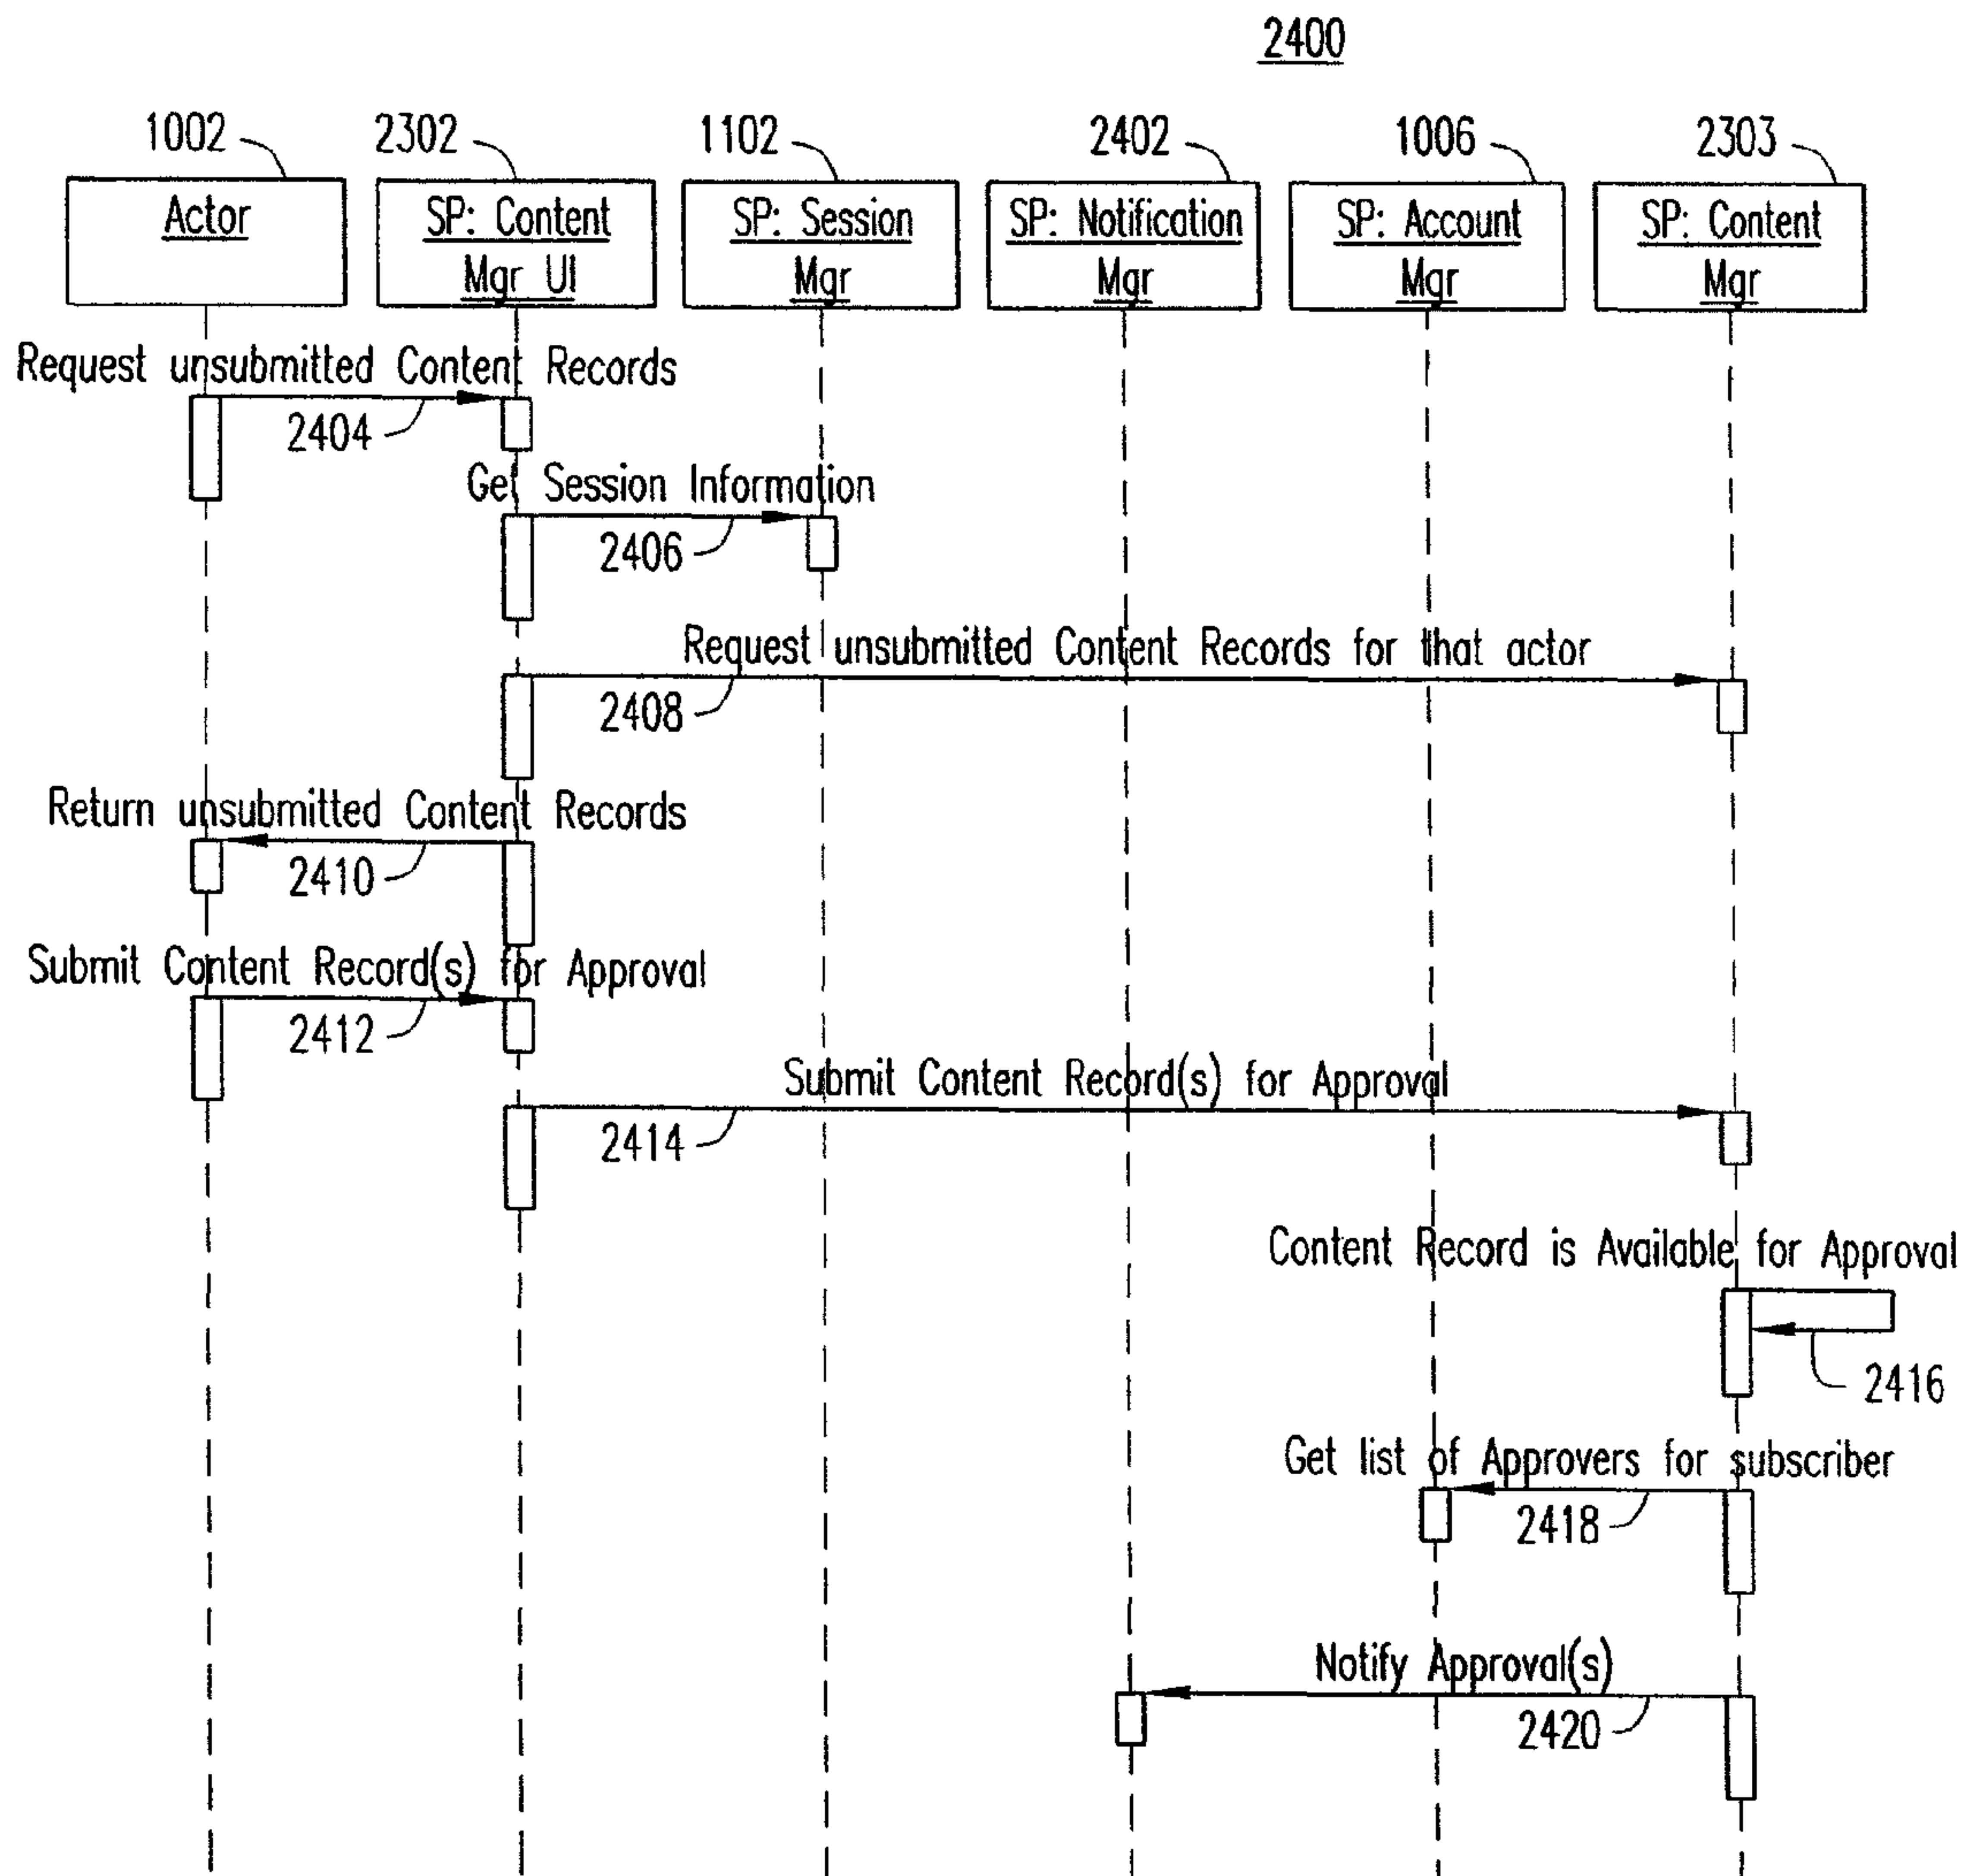 2400
1002
2302
1102
2402
1006
2303
Actor
SP: Content
Mgr UI
SP: Session
Mgr
SP: Notification
Mgr
SP: Account
Mgr
SP: Content
Mgr
Request unsubmitted Content Records
2404
Get Session Information
2406
Request unsubmitted Content Records for that actor
2408
Return unsubmitted Content Records
2410
Submit Content Record(s) for Approval
2412
Submit Content Record(s) for Approval
2414
Content Record is Available for Approval
2416
Get list of Approvers for subscriber
2418
Notify Approval(s)
2420